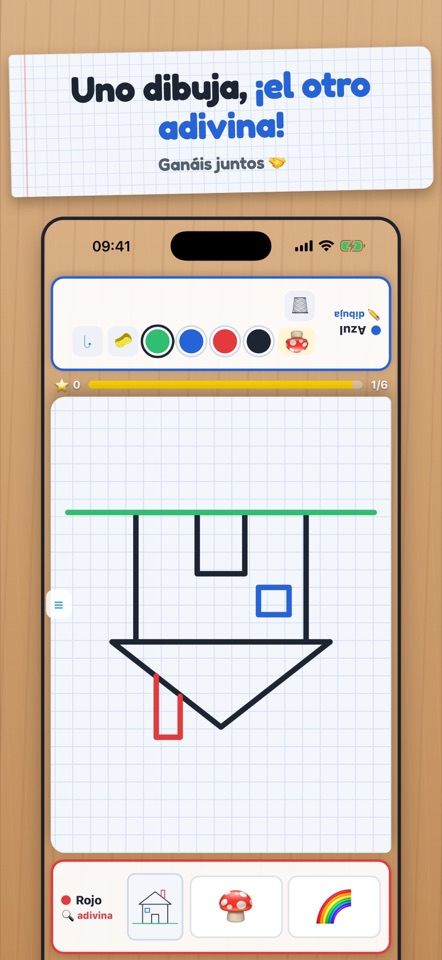 Uno dibuja, ¡el otro
adivina!
Ganáis juntos 🤝
09:41
dibuja
Azul
0
1/6
Rojo
adivina